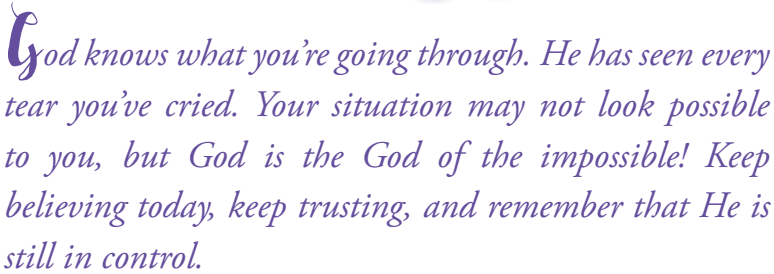 God knows what you’re going through. He has seen every
tear you’ve cried. Your situation may not look possible
to you, but God is the God of the impossible! Keep
believing today, keep trusting, and remember that He is
still in control.